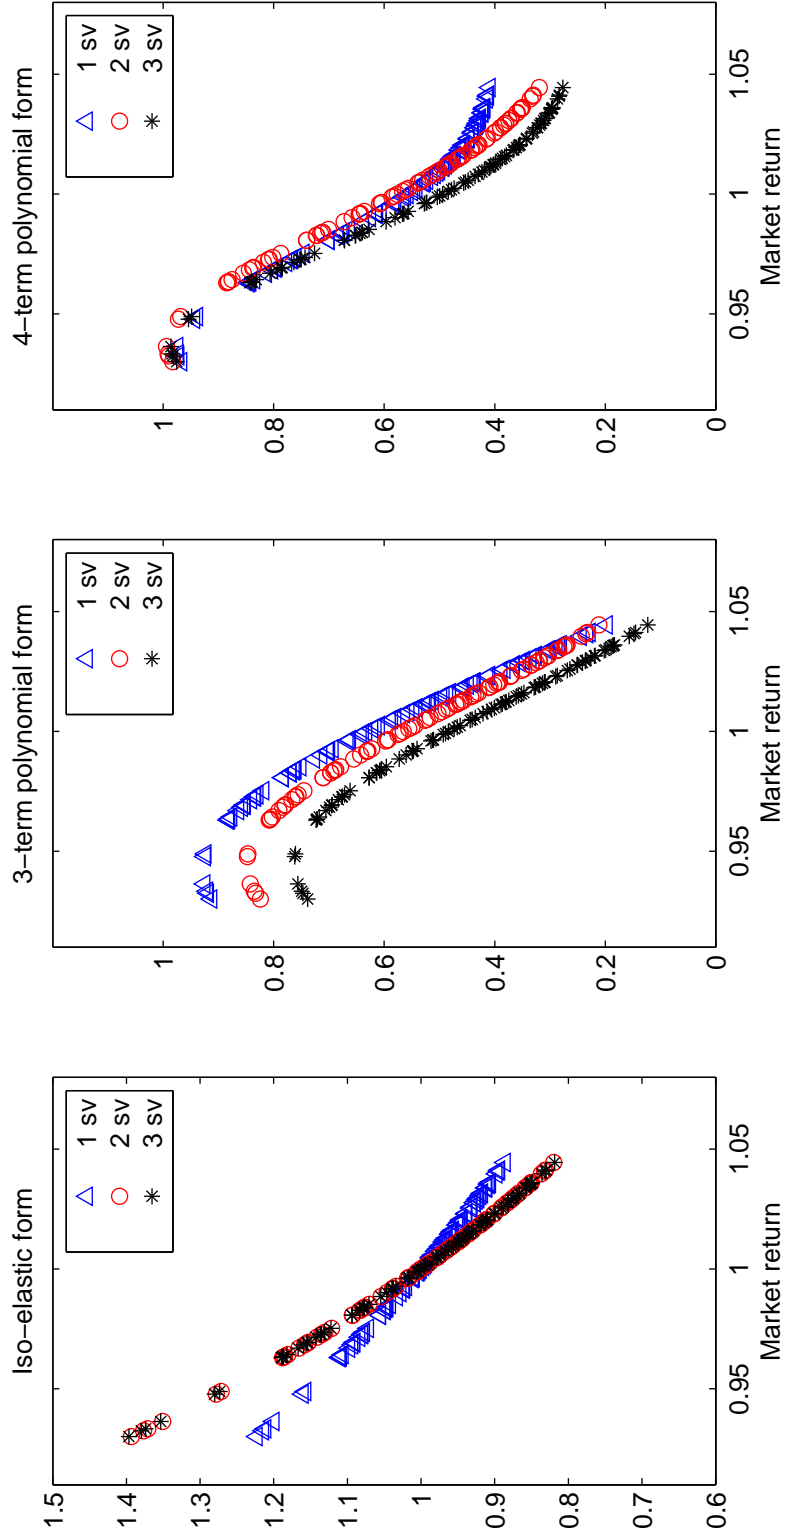 Iso−elastic form
1 sv
2 sv
3 sv
1.5
1.4
1.3
1.2
1.1
1
0.9
0.8
0.7
0.6
0.95
1
1.05
Market return
3−term polynomial form
1 sv
2 sv
3 sv
1
0.8
0.6
0.4
0.2
0
0.95
1
1.05
Market return
4−term polynomial form
1 sv
2 sv
3 sv
1
0.8
0.6
0.4
0.2
0
0.95
1
1.05
Market return